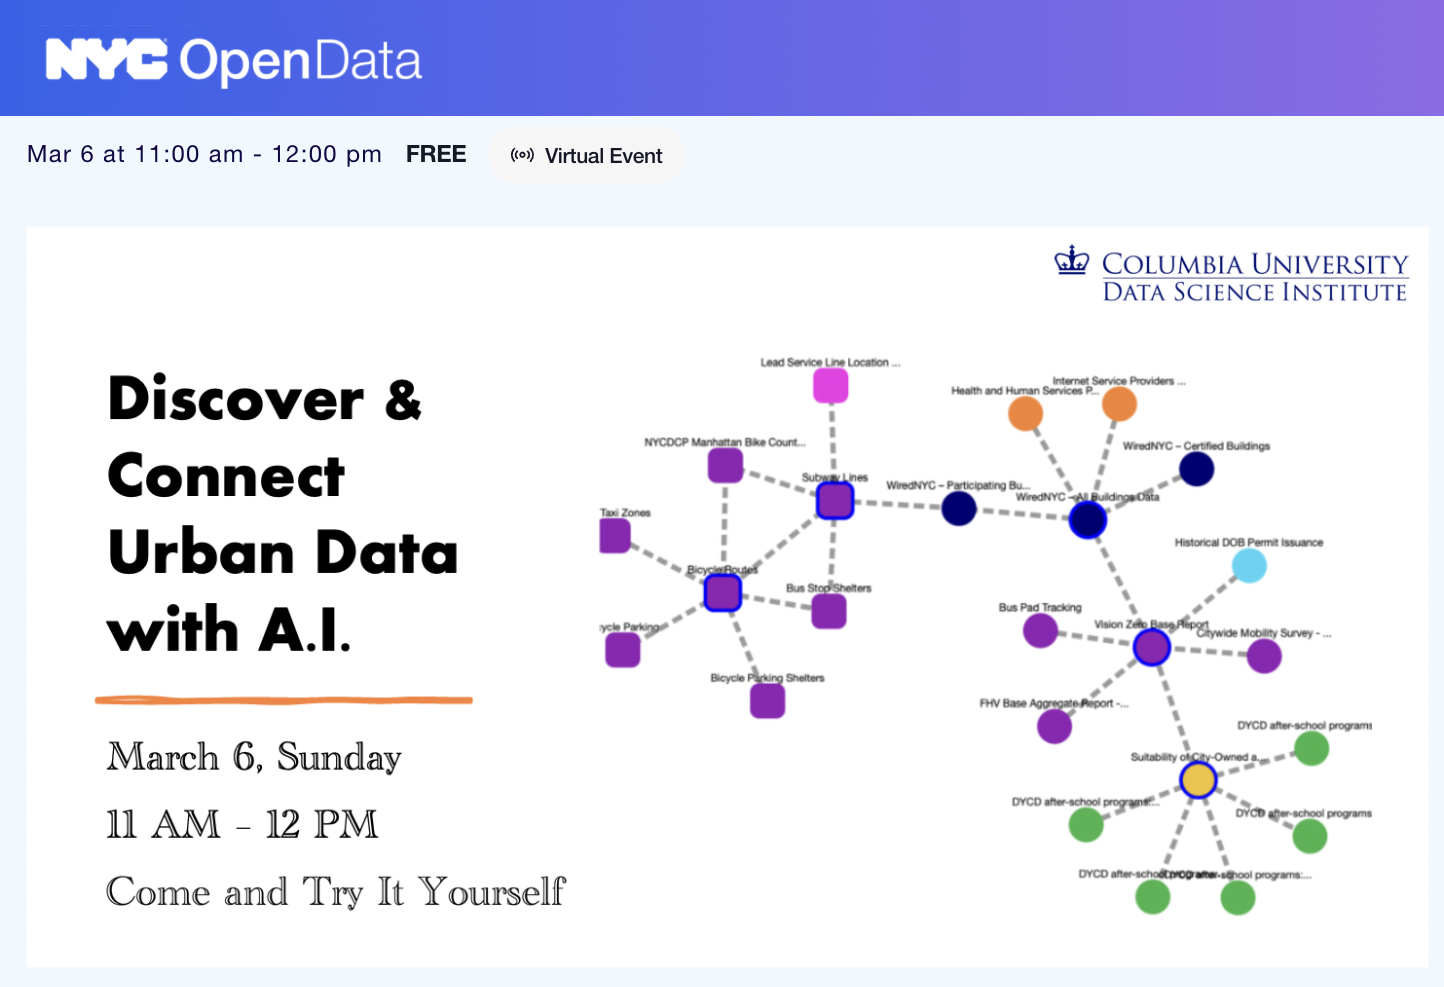 NYC OpenData
Mar 6 at 11:00 am - 12:00 pm FREE Virtual Event
COLUMBIA UNIVERSITY
DATA SCIENCE INSTITUTE
Discover &
Connect
Urban Data
with A.I.
March 6, Sunday
11 AM – 12 PM
Come and Try It Yourself
Lead Service Line Location ...
NYCDCP Manhattan Bike Count...
Subway Lines
Taxi Zones
Bicycle Routes
Bus Stop Shelters
ycle Parking
Bicycle Parking Shelters
WiredNYC – Participating Bu...
Health and Human Services P...
Internet Service Providers ...
WiredNYC – Certified Buildings
WiredNYC – All Buildings Data
Historical DOB Permit Issuance
Bus Pad Tracking
Vision Zero Base Report
Citywide Mobility Survey - ...
FHV Base Aggregate Report -...
DYCD after-school programs
Suitability of City-Owned a...
DYCD after-school programs:...
DYCD after-school programs
DYCD after-school programs:...